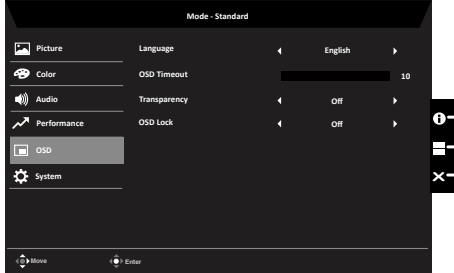 Mode - Standard
Picture
Color
Audio
Performance
OSD
System
Language English
OSD Timeout 10
Transparency Off
OSD Lock Off
Move Enter